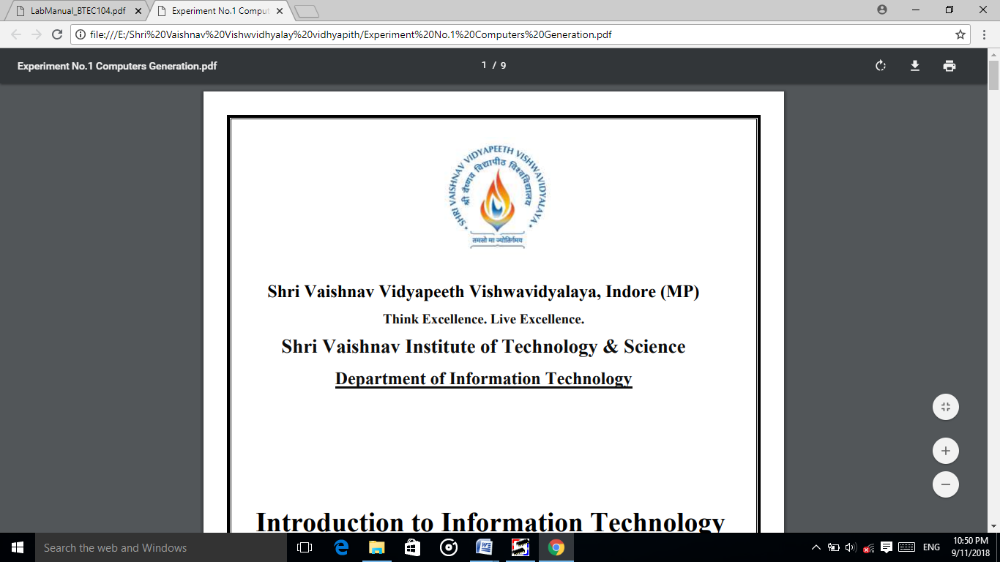 LabManual_BTEC104.pdf
Experiment No.1 Comput
file:///E:/Shri%20Vaishnav%20Vishwvidhyalay%20vidhyapith/Experiment%20No.1%20Computers%20Generation.pdf
Experiment No.1 Computers Generation.pdf
1 / 9
SHRI VAISHNAV VIDYAPEETH VISHWAVIDYALAYA
श्री वैष्णव विद्यापीठ विश्वविद्यालय
तमसो मा ज्योतिर्गमय
Shri Vaishnav Vidyapeeth Vishwavidyalaya, Indore (MP)
Think Excellence. Live Excellence.
Shri Vaishnav Institute of Technology & Science
Department of Information Technology
Introduction to Information Technology
Search the web and Windows
ENG
10:50 PM
9/11/2018